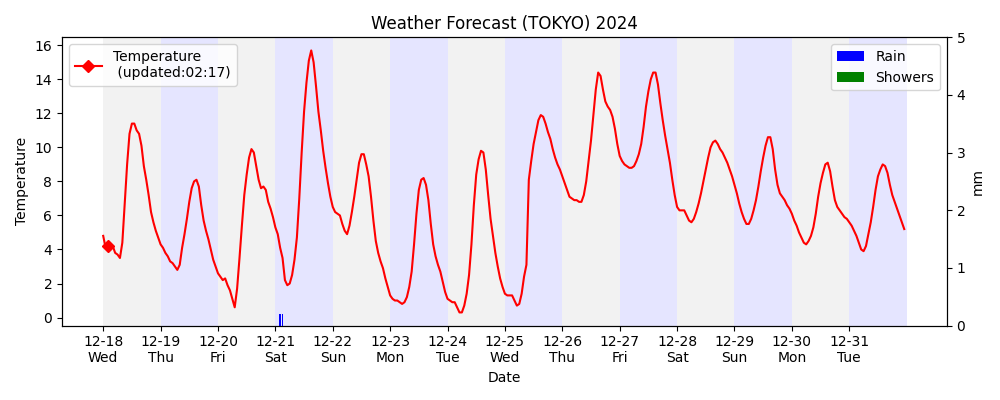 Weather Forecast (TOKYO) 2024
Temperature
(updated:02:17)
Rain
Showers
Temperature
16
14
12
10
8
6
4
2
0
5
4
3
2
1
0
mm
12-18 12-19 12-20 12-21 12-22 12-23 12-24 12-25 12-26 12-27 12-28 12-29 12-30 12-31
Wed Thu Fri Sat Sun Mon Tue Wed Thu Fri Sat Sun Mon Tue
Date